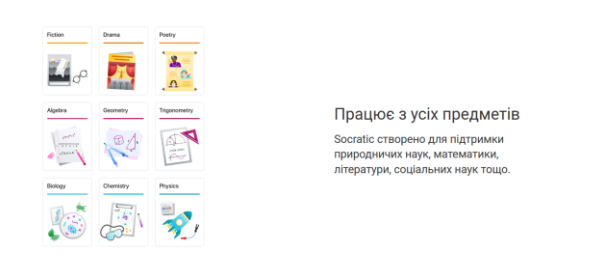 Fiction
Drama
Poetry
Algebra
Geometry
Trigonometry
Biology
Chemistry
Physics
Працює з усіх предметів
Socratic створено для підтримки
природничих наук, математики,
літератури, соціальних наук тощо.